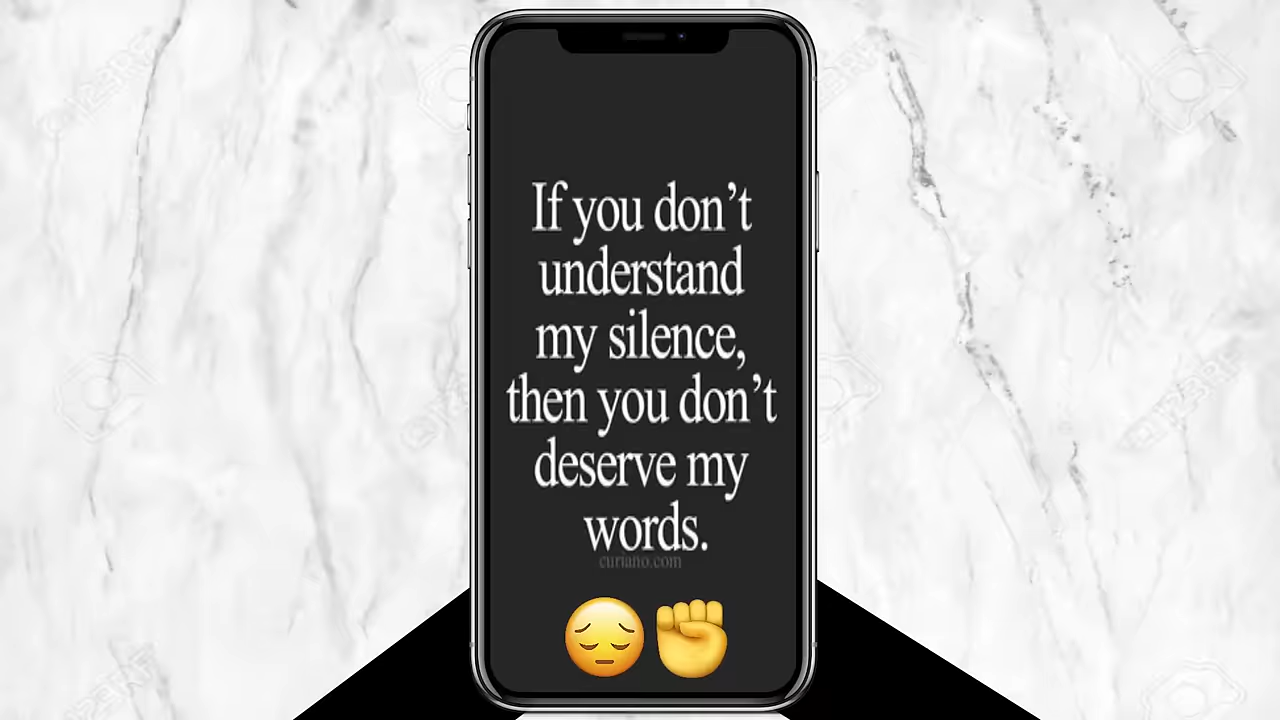 If you don’t
understand
my silence,
then you don’t
deserve my
words.
curiano.com